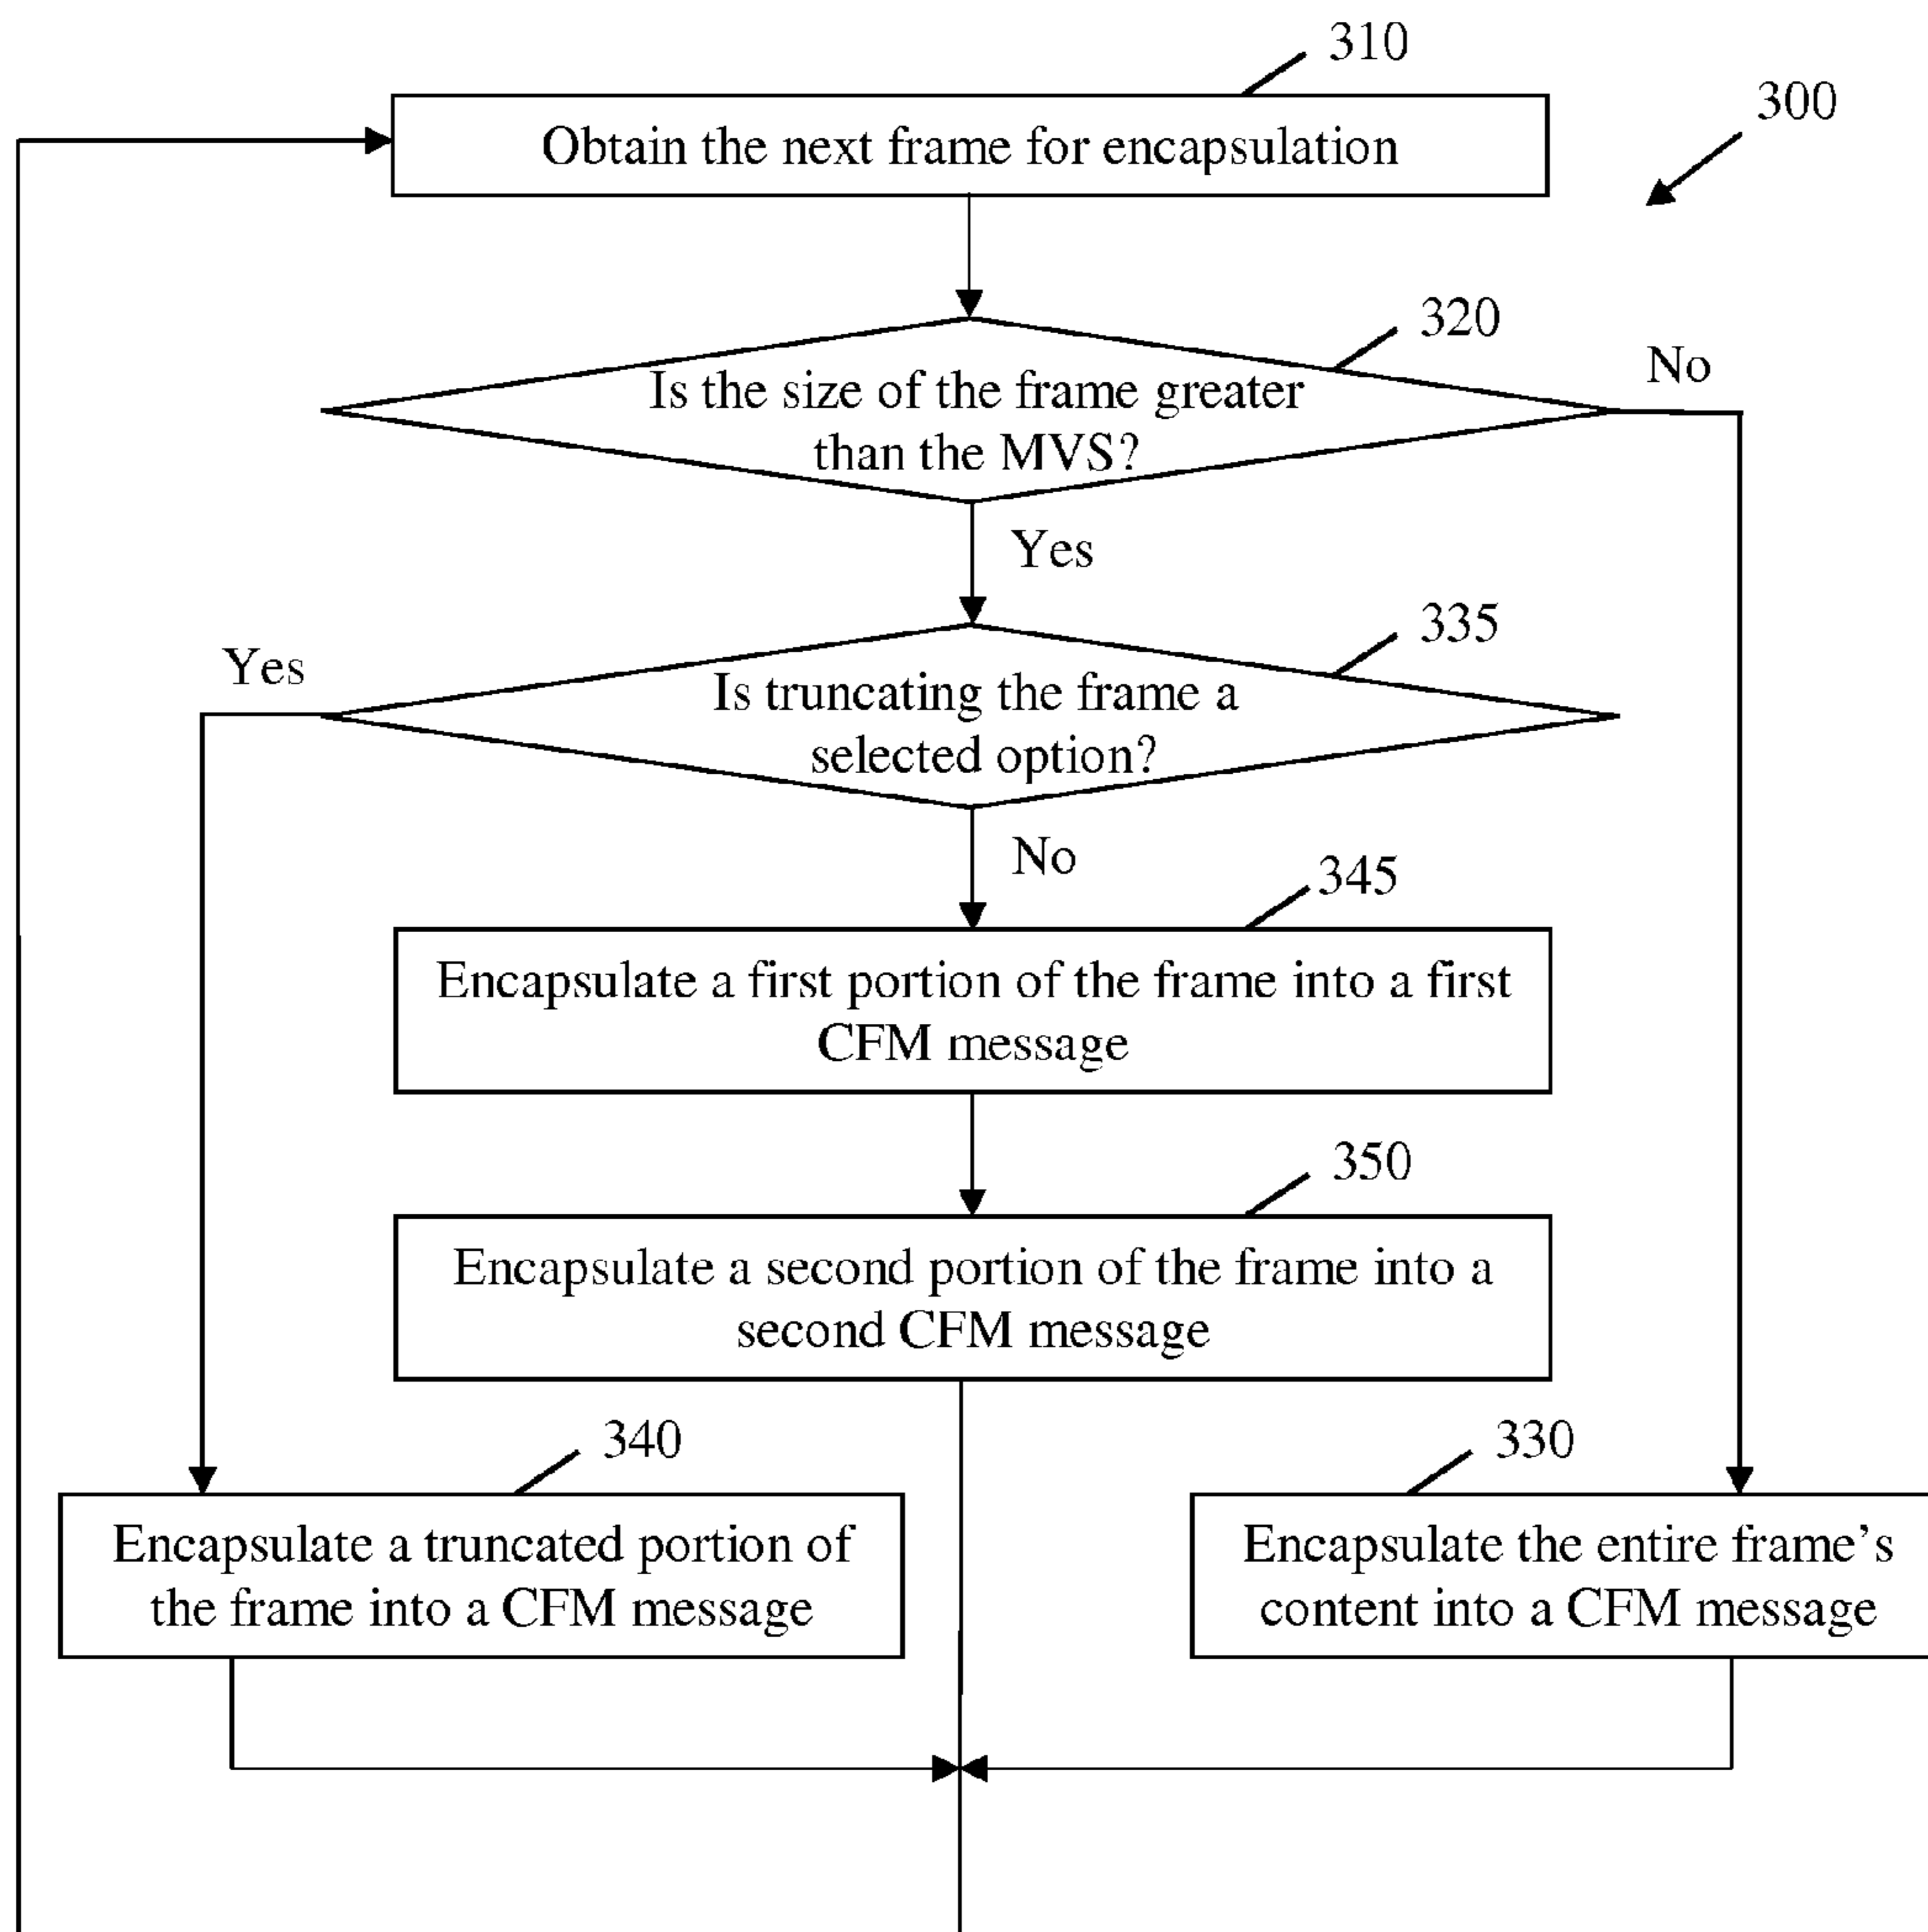 310
300
Obtain the next frame for encapsulation
320
No
Is the size of the frame greater
than the MVS?
Yes
335
Yes
Is truncating the frame a
selected option?
No
345
Encapsulate a first portion of the frame into a first
CFM message
350
Encapsulate a second portion of the frame into a
second CFM message
340
330
Encapsulate a truncated portion of
the frame into a CFM message
Encapsulate the entire frame's
content into a CFM message